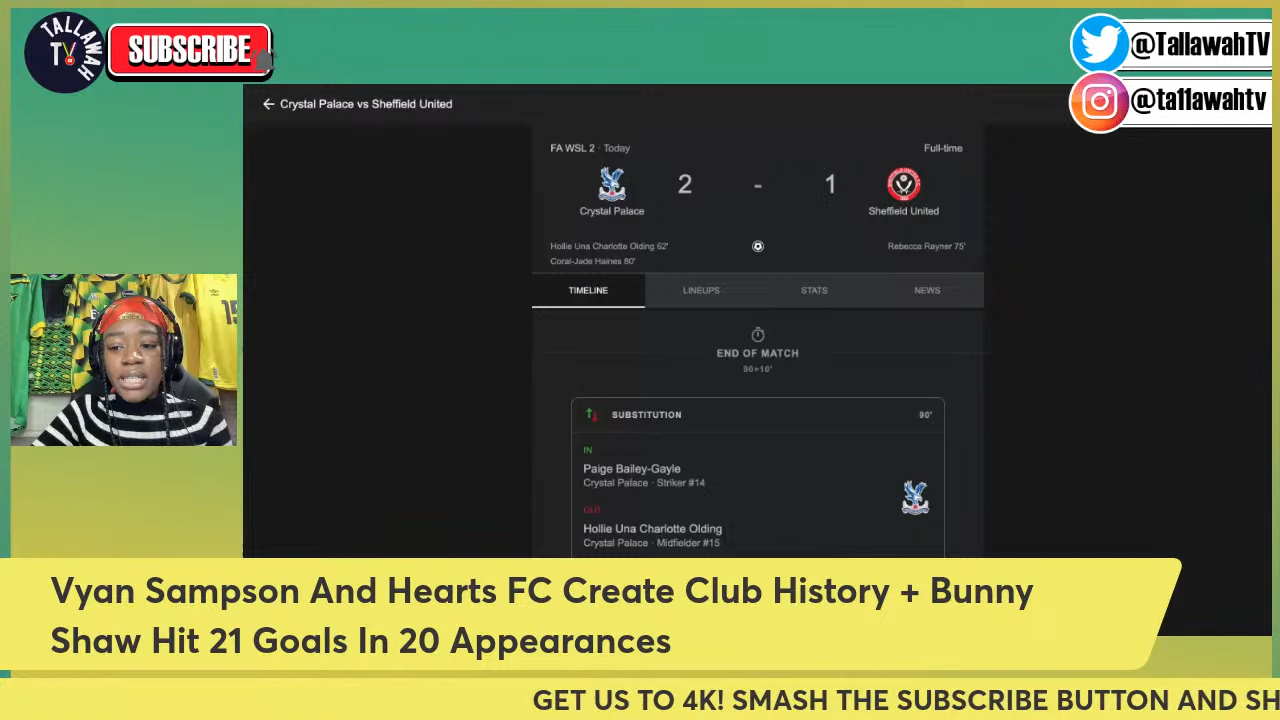 TALLAWAH
TV
SUBSCRIBE
@TallawahTV
@ta11awahtv
Crystal Palace vs Sheffield United
FA WSL 2 · Today
Full-time
2 - 1
Crystal Palace
Sheffield United
Hollie Una Charlotte Olding 62'
Rebecca Rayner 75'
Coral-Jade Haines 80'
TIMELINE
LINEUPS
STATS
NEWS
END OF MATCH
90+10'
SUBSTITUTION
90'
IN
Paige Bailey-Gayle
Crystal Palace · Striker #14
OUT
Hollie Una Charlotte Olding
Crystal Palace · Midfielder #15
15
Vyan Sampson And Hearts FC Create Club History + Bunny
Shaw Hit 21 Goals In 20 Appearances
GET US TO 4K! SMASH THE SUBSCRIBE BUTTON AND SH